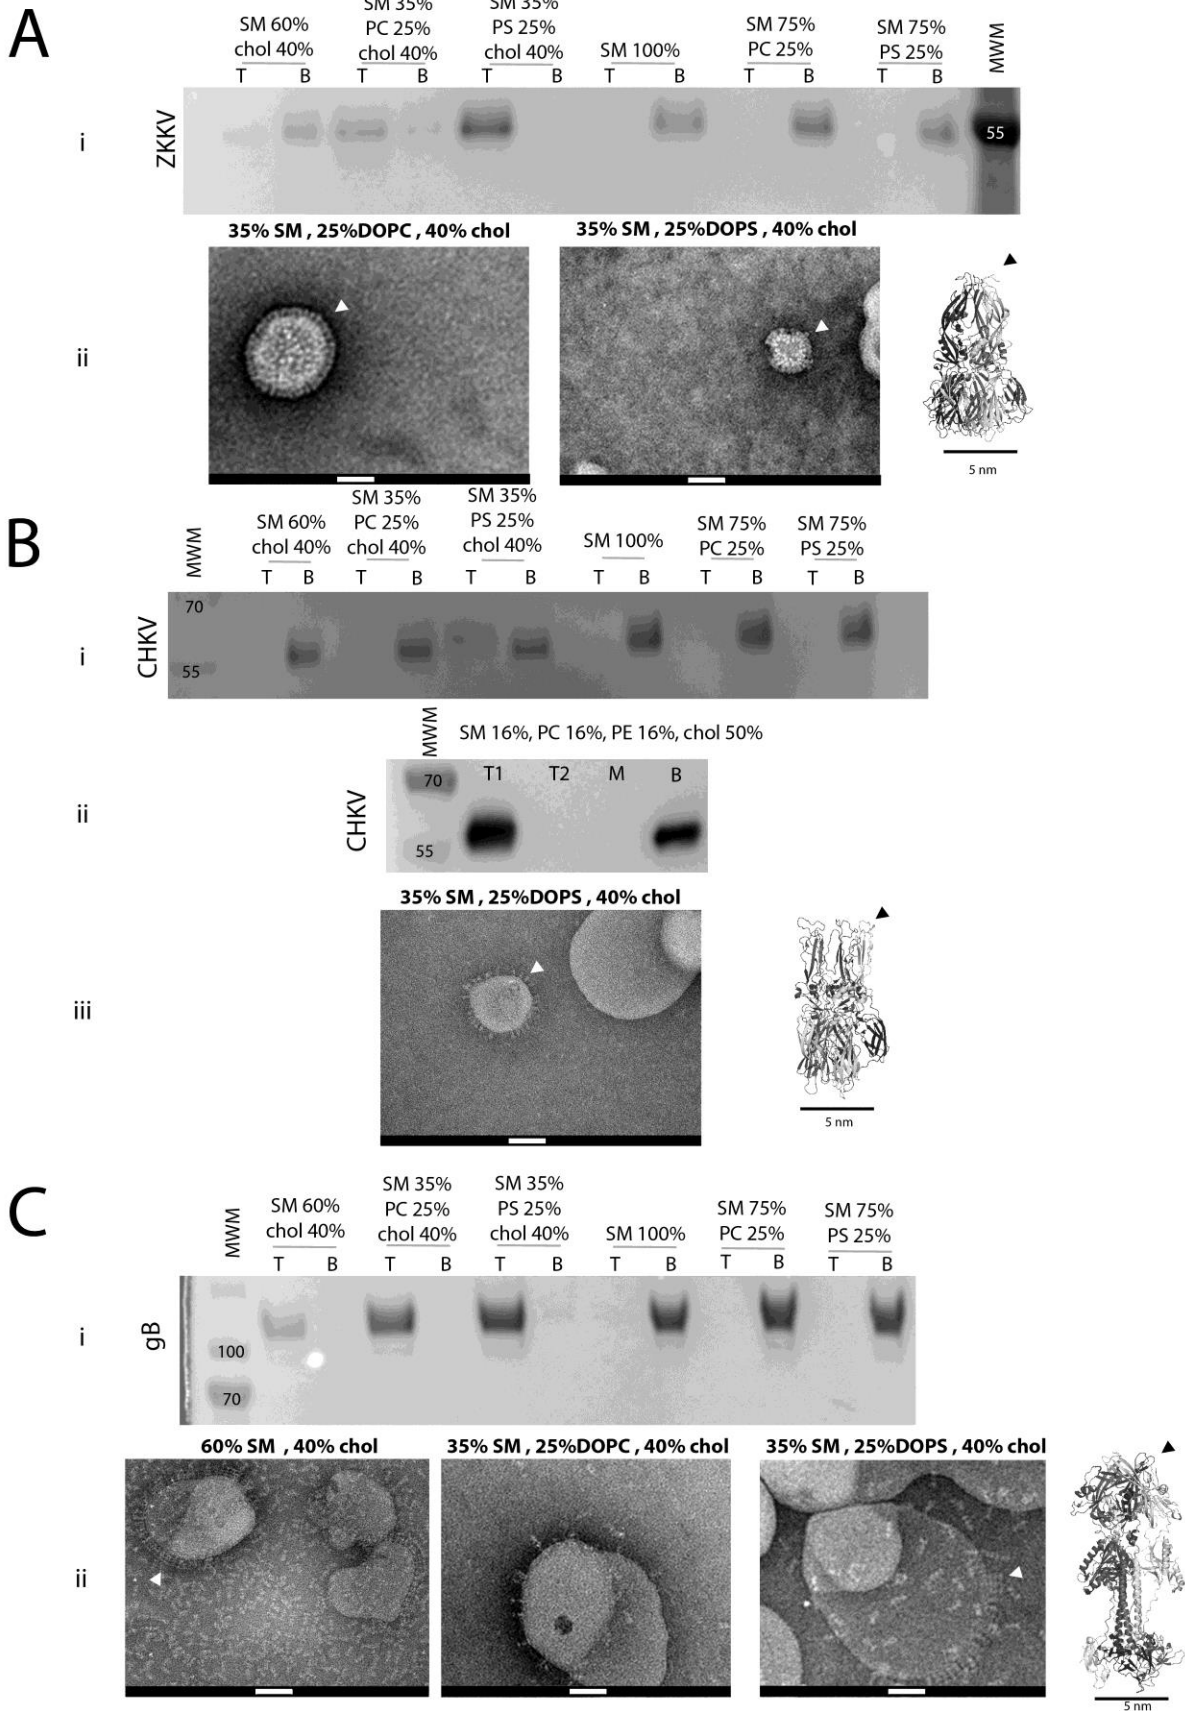 A
SM 60%
chol 40%
SM 35%
PC 25%
chol 40%
SM 35%
PS 25%
chol 40%
SM 100%
SM 75%
PC 25%
SM 75%
PS 25%
MWM
T B T B T B T B T B T B
i
ZKKV
55
35% SM , 25%DOPC , 40% chol
35% SM , 25%DOPS , 40% chol
ii
5 nm
B
MWM
SM 60%
chol 40%
SM 35%
PC 25%
chol 40%
SM 35%
PS 25%
chol 40%
SM 100%
SM 75%
PC 25%
SM 75%
PS 25%
T B T B T B T B T B T B
i
CHKV
70
55
MWM
SM 16%, PC 16%, PE 16%, chol 50%
ii
CHKV
70 T1 T2 M B
55
35% SM , 25%DOPS , 40% chol
iii
5 nm
C
MWM
SM 60%
chol 40%
SM 35%
PC 25%
chol 40%
SM 35%
PS 25%
chol 40%
SM 100%
SM 75%
PC 25%
SM 75%
PS 25%
T B T B T B T B T B T B
i
gB
100
70
60% SM , 40% chol
35% SM , 25%DOPC , 40% chol
35% SM , 25%DOPS , 40% chol
ii
5 nm